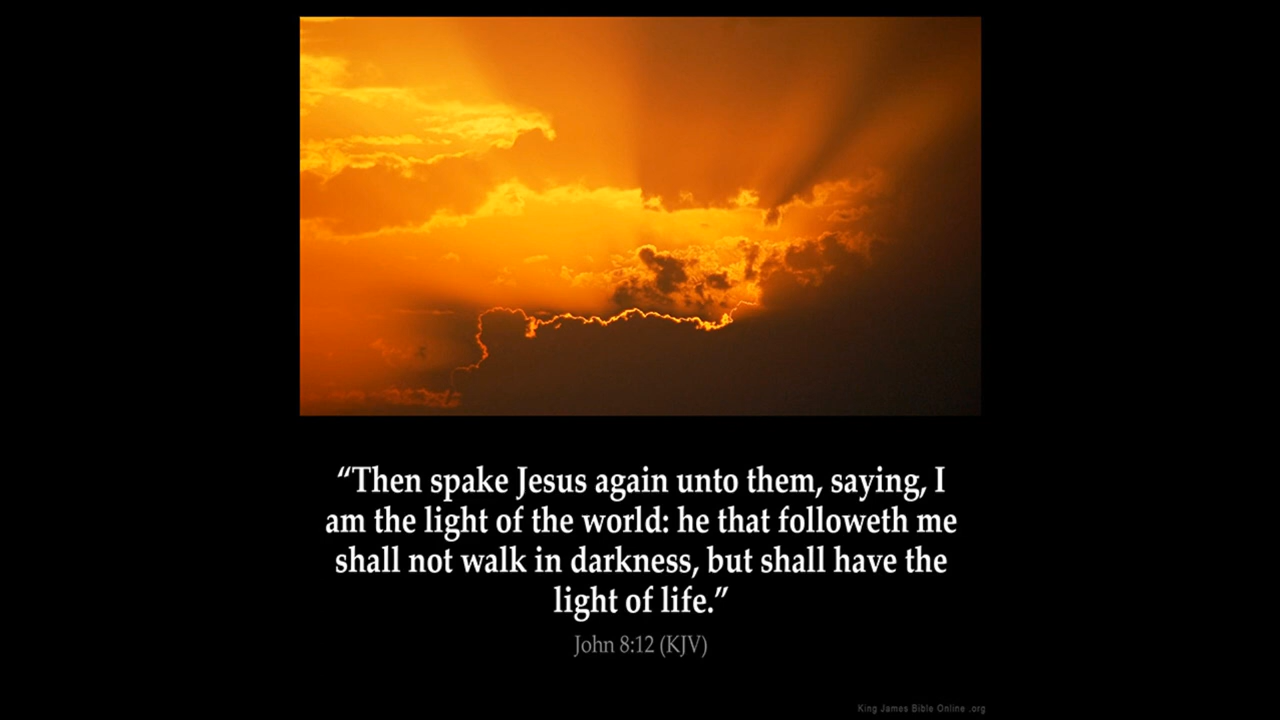 “Then spake Jesus again unto them, saying, I
am the light of the world: he that followeth me
shall not walk in darkness, but shall have the
light of life.”
John 8:12 (KJV)
King James Bible Online .org